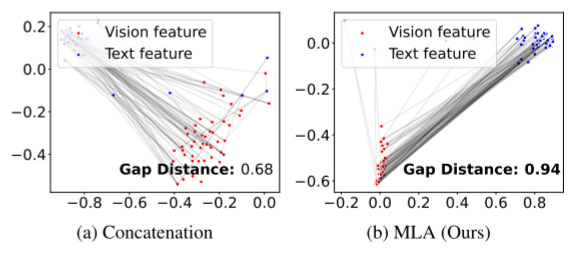 0.2
0.0
−0.2
−0.4
Vision feature
Text feature
Gap Distance: 0.68
−0.8 −0.6 −0.4 −0.2 0.0
(a) Concatenation
0.0
−0.2
−0.4
−0.6
Vision feature
Text feature
Gap Distance: 0.94
−0.2 0.0 0.2 0.4 0.6 0.8
(b) MLA (Ours)